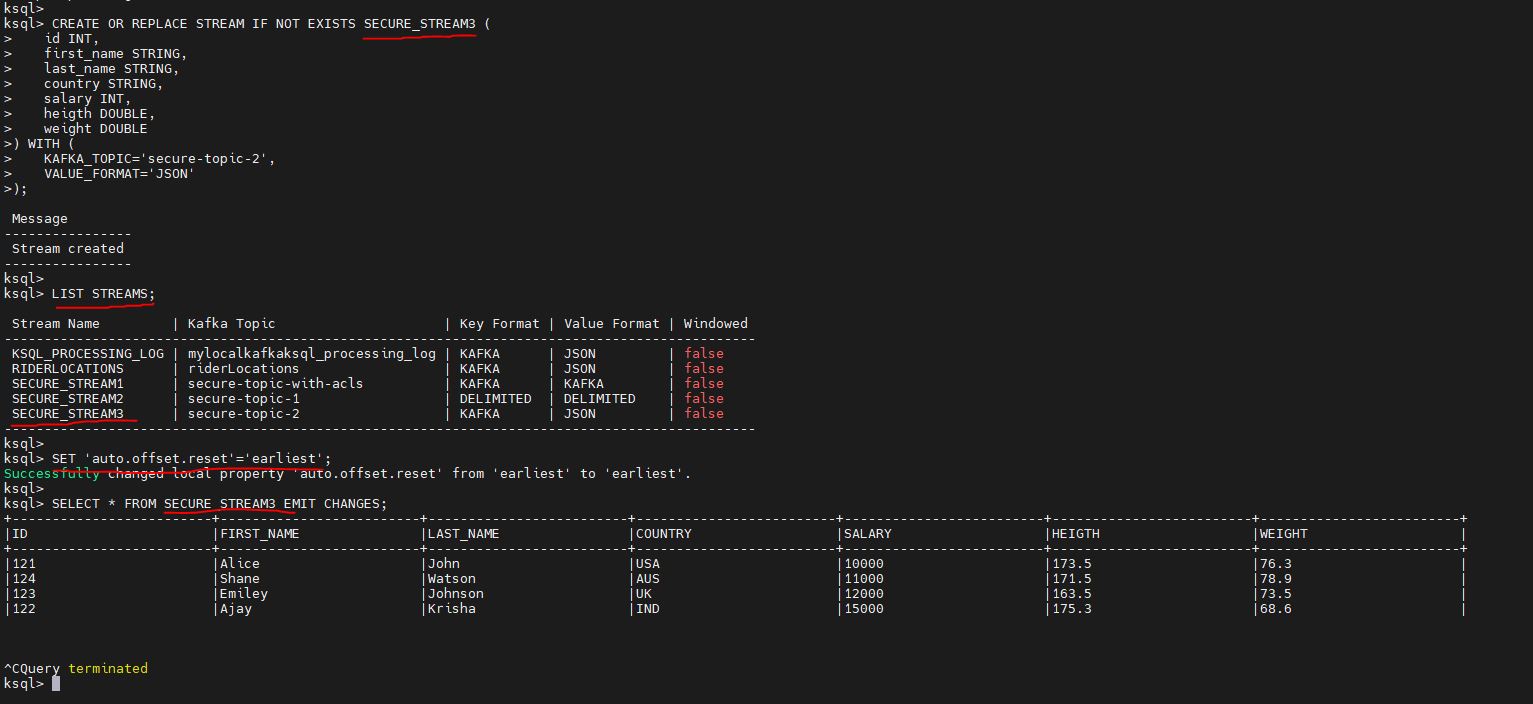 ksql>
ksql> CREATE OR REPLACE STREAM IF NOT EXISTS SECURE_STREAM3 (
>    id INT,
>    first_name STRING,
>    last_name STRING,
>    country STRING,
>    salary INT,
>    heigth DOUBLE,
>    weight DOUBLE
>) WITH (
>    KAFKA_TOPIC='secure-topic-2',
>    VALUE_FORMAT='JSON'
>);
Message
----------------
Stream created
----------------
ksql>
ksql> LIST STREAMS;
Stream Name         | Kafka Topic                     | Key Format | Value Format | Windowed
----------------------------------------------------------------------------------------------
KSQL_PROCESSING_LOG | mylocalkafkaksql_processing_log | KAFKA      | JSON         | false
RIDERLOCATIONS      | riderLocations                  | KAFKA      | JSON         | false
SECURE_STREAM1      | secure-topic-with-acls          | KAFKA      | KAFKA        | false
SECURE_STREAM2      | secure-topic-1                  | DELIMITED  | DELIMITED    | false
SECURE_STREAM3      | secure-topic-2                  | KAFKA      | JSON         | false
----------------------------------------------------------------------------------------------
ksql>
ksql> SET 'auto.offset.reset'='earliest';
Successfully changed local property 'auto.offset.reset' from 'earliest' to 'earliest'.
ksql>
ksql> SELECT * FROM SECURE_STREAM3 EMIT CHANGES;
+-------------------------+-------------------------+-------------------------+-------------------------+-------------------------+-------------------------+-------------------------+
|ID                       |FIRST_NAME               |LAST_NAME                |COUNTRY                  |SALARY                   |HEIGTH                   |WEIGHT                   |
+-------------------------+-------------------------+-------------------------+-------------------------+-------------------------+-------------------------+-------------------------+
|121                      |Alice                    |John                     |USA                      |10000                    |173.5                    |76.3                     |
|124                      |Shane                    |Watson                   |AUS                      |11000                    |171.5                    |78.9                     |
|123                      |Emiley                   |Johnson                  |UK                       |12000                    |163.5                    |73.5                     |
|122                      |Ajay                     |Krisha                   |IND                      |15000                    |175.3                    |68.6                     |
^CQuery terminated
ksql>